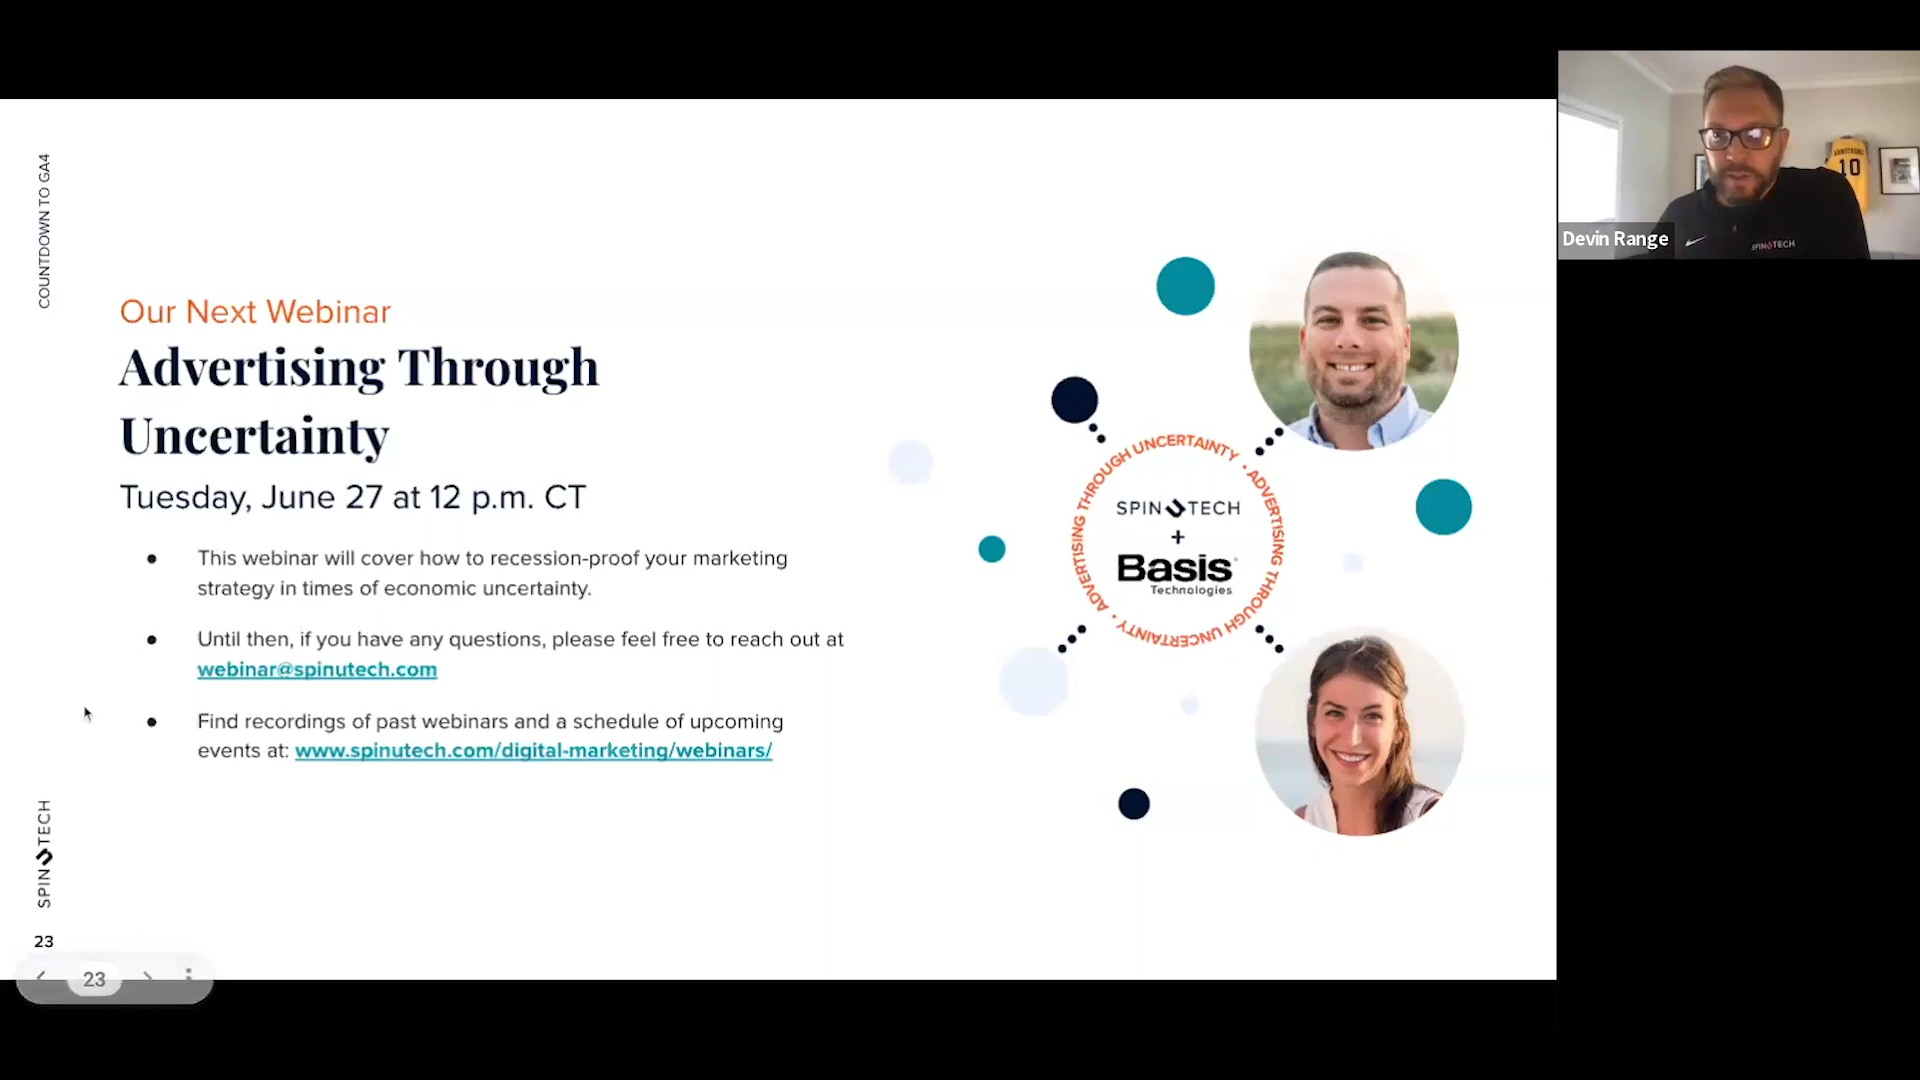 COUNTDOWN TO GA4
Our Next Webinar
Advertising Through
Uncertainty
Tuesday, June 27 at 12 p.m. CT
● This webinar will cover how to recession-proof your marketing
strategy in times of economic uncertainty.
● Until then, if you have any questions, please feel free to reach out at
webinar@spinutech.com
● Find recordings of past webinars and a schedule of upcoming
events at: www.spinutech.com/digital-marketing/webinars/
ADVERTISING THROUGH UNCERTAINTY • ADVERTISING THROUGH UNCERTAINTY •
SPINUTECH
+
Basis
Technologies
SPINUTECH
23
23
ARMSTRONG
10
SPINUTECH
Devin Range